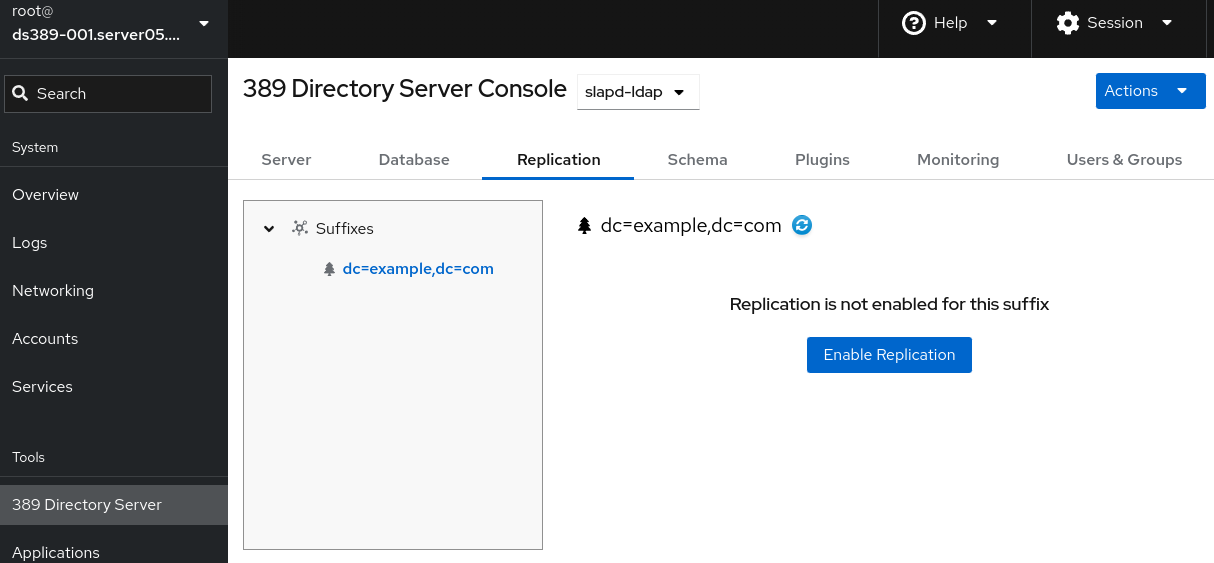 root@
ds389-001.server05....
Help
Session
Search
System
Overview
Logs
Networking
Accounts
Services
Tools
389 Directory Server
Applications
389 Directory Server Console
slapd-ldap
Actions
Server
Database
Replication
Schema
Plugins
Monitoring
Users & Groups
Suffixes
dc=example,dc=com
dc=example,dc=com
Replication is not enabled for this suffix
Enable Replication